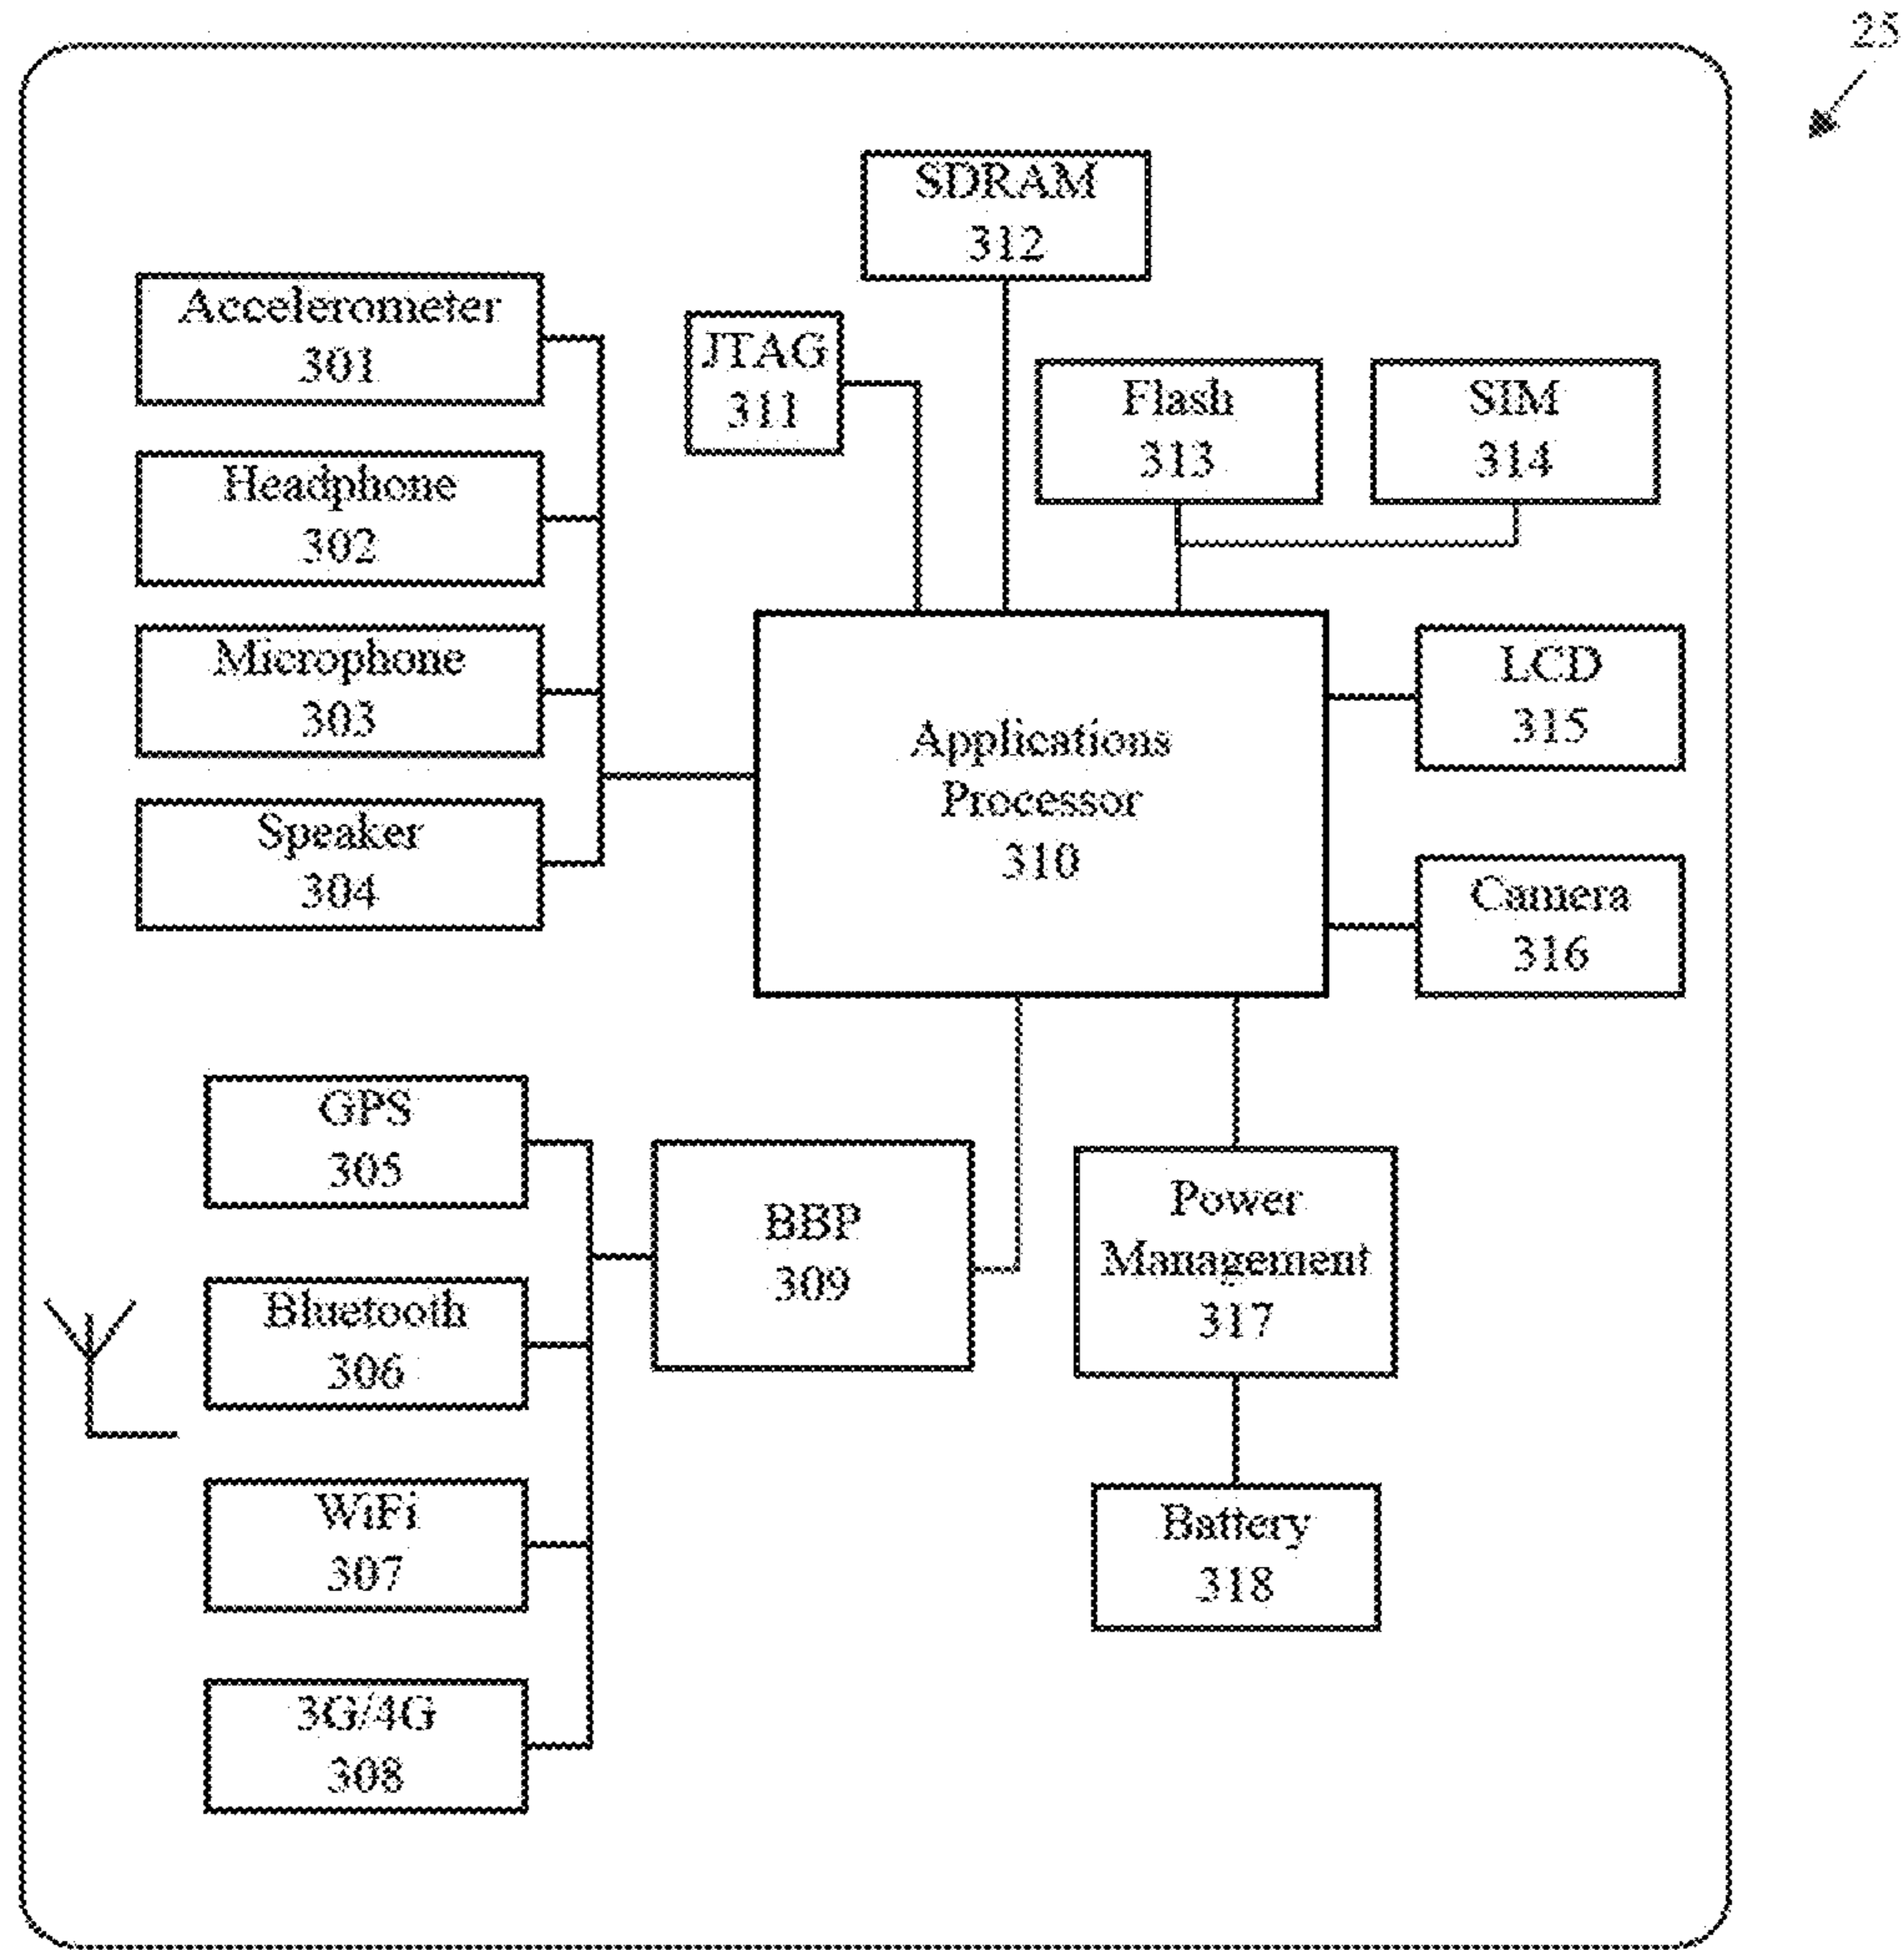 25
SDRAM
312
Accelerometer
301
JTAG
311
Flash
313
SIM
314
Headphone
302
Microphone
303
LCD
315
Applications
Processor
310
Speaker
304
Camera
316
GPS
305
BBP
309
Power
Management
317
Bluetooth
306
WiFi
307
Battery
318
3G/4G
308